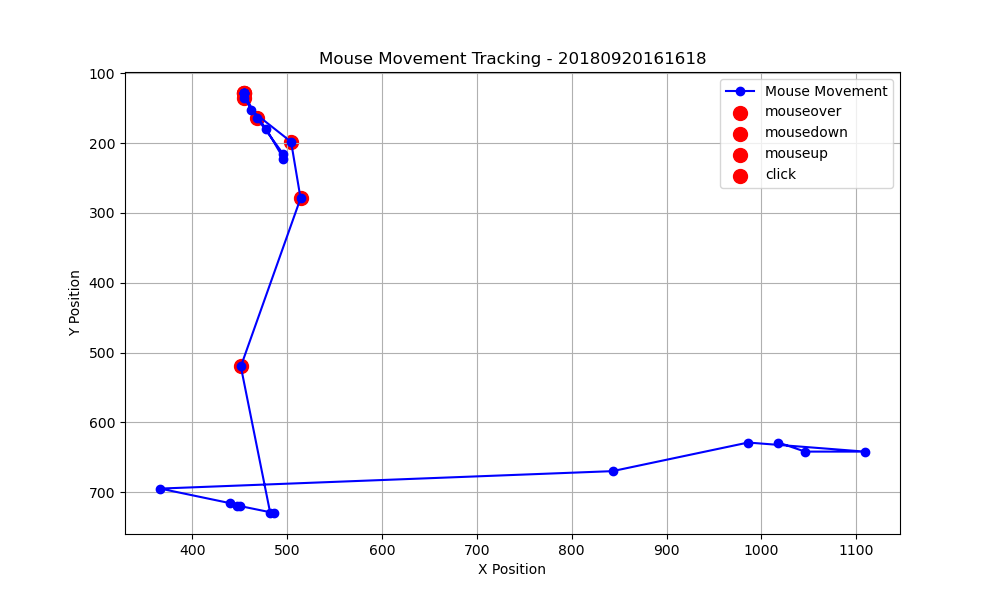 Mouse Movement Tracking - 20180920161618
Mouse Movement
mouseover
mousedown
mouseup
click
Y Position
100
200
300
400
500
600
700
400 500 600 700 800 900 1000 1100
X Position